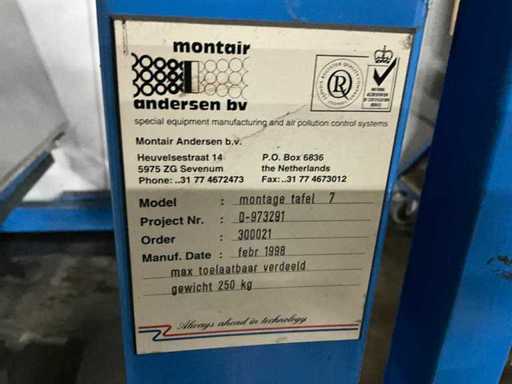 montair
andersen bv
special equipment manufacturing and air pollution control systems
Montair Andersen b.v.
Heuvelsestraat 14 P.O. Box 6836
5975 ZG Sevenum the Netherlands
Phone: ..31 77 4672473 Fax: ..31 77 4673012
Model : montage tafel 7
Project Nr. : 0-973291
Order : 300021
Manuf. Date : febr 1998
max toelaatbaar verdeeld
gewicht 250 kg
Always ahead in technology